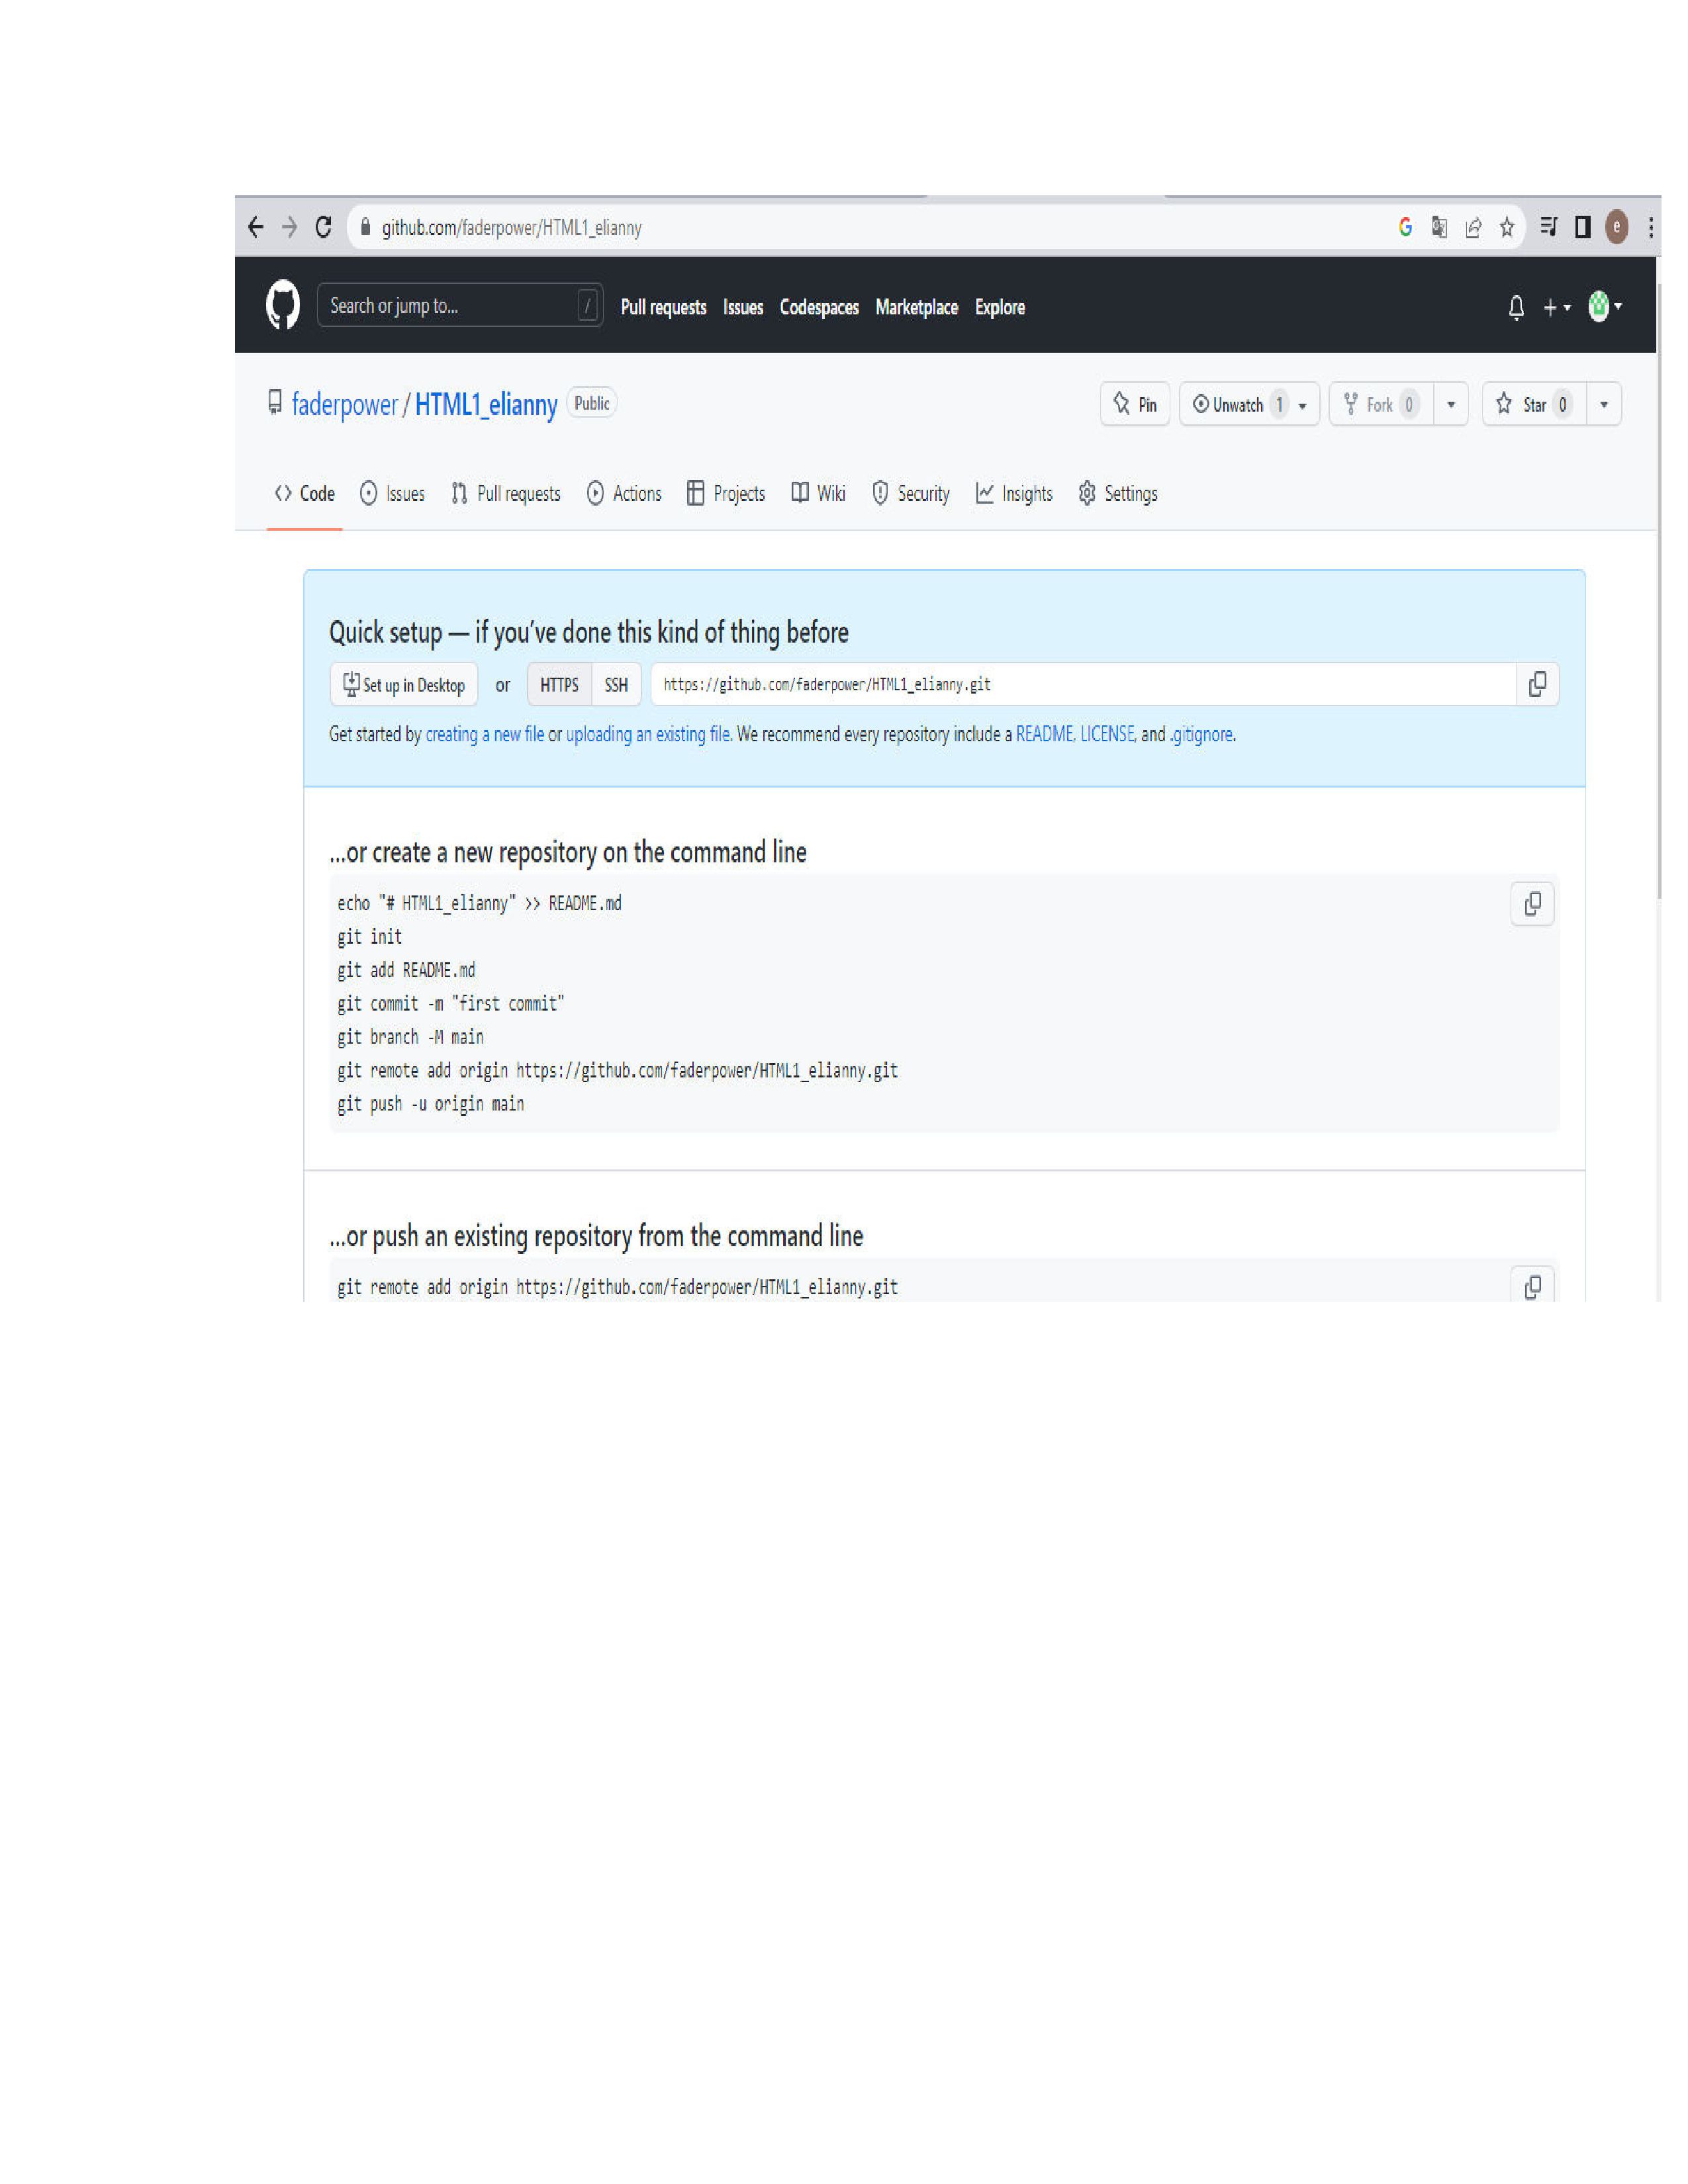 github.com/faderpower/HTML1_elianny
G e
Search or jump to... / Pull requests Issues Codespaces Marketplace Explore
faderpower / HTML1_elianny Public Pin Unwatch 1 Fork 0 Star 0
<> Code Issues Pull requests Actions Projects Wiki Security Insights Settings
Quick setup — if you've done this kind of thing before
Set up in Desktop or HTTPS SSH https://github.com/faderpower/HTML1_elianny.git
Get started by creating a new file or uploading an existing file. We recommend every repository include a README, LICENSE, and .gitignore.
...or create a new repository on the command line
echo "# HTML1_elianny" >> README.md
git init
git add README.md
git commit -m "first commit"
git branch -M main
git remote add origin https://github.com/faderpower/HTML1_elianny.git
git push -u origin main
...or push an existing repository from the command line
git remote add origin https://github.com/faderpower/HTML1_elianny.git